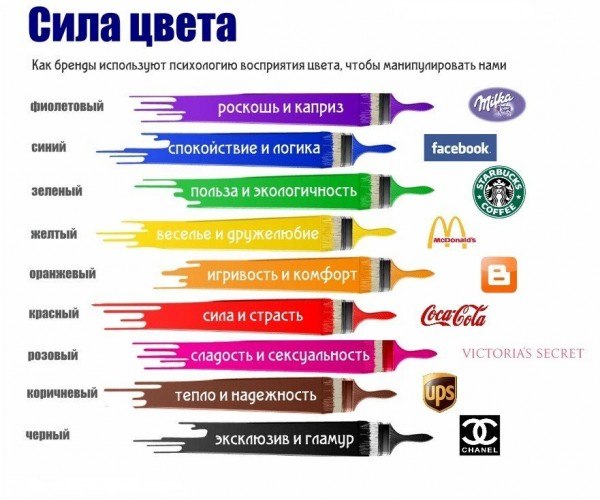 Сила цвета
Как бренды используют психологию восприятия цвета, чтобы манипулировать нами
фиолетовый роскошь и каприз Milka
синий спокойствие и логика facebook.
зеленый польза и экологичность STARBUCKS COFFEE
желтый веселье и дружелюбие McDonald's
оранжевый игривость и комфорт B
красный сила и страсть Coca-Cola
розовый сладость и сексуальность VICTORIA'S SECRET
коричневый тепло и надежность ups
черный эксклюзив и гламур CHANEL